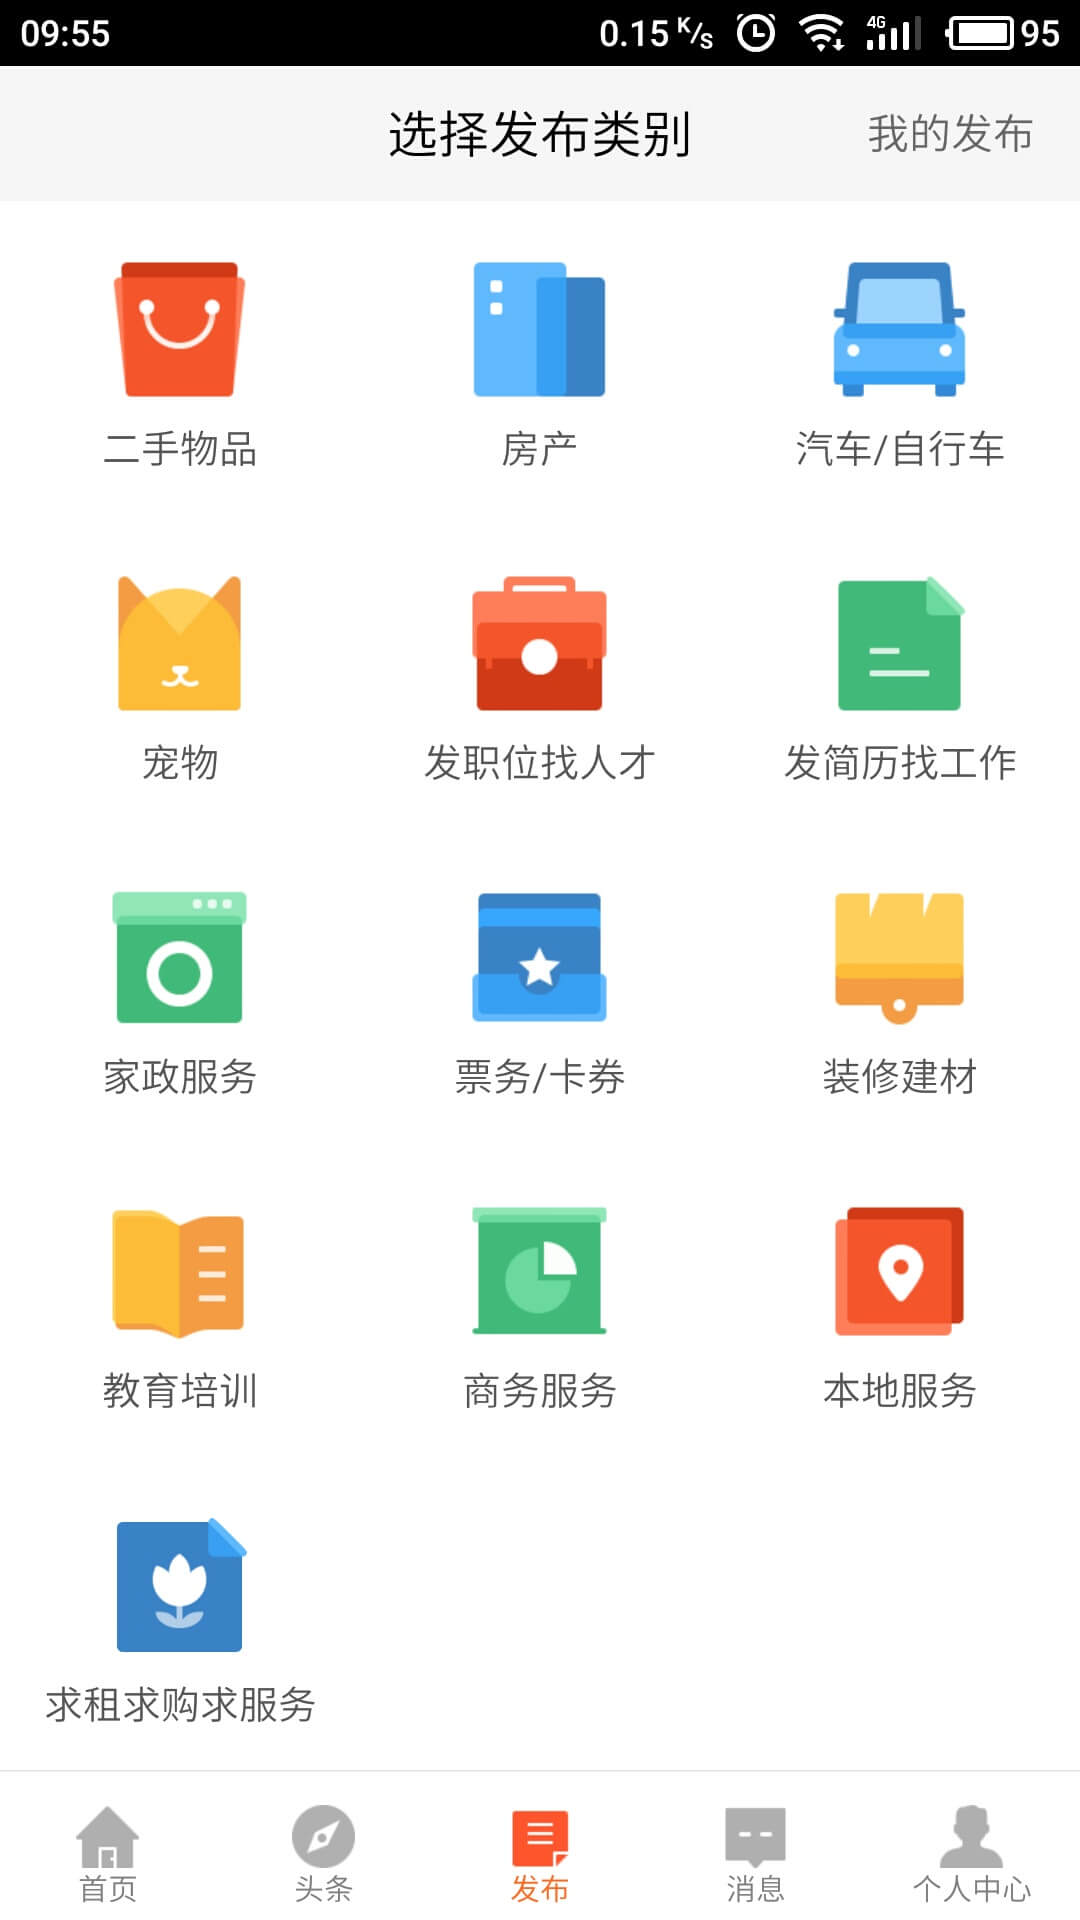 09:55 0.15 K/s 4G 95
选择发布类别 我的发布
二手物品 房产 汽车/自行车
宠物 发职位找人才 发简历找工作
家政服务 票务/卡券 装修建材
教育培训 商务服务 本地服务
求租求购求服务
首页 头条 发布 消息 个人中心